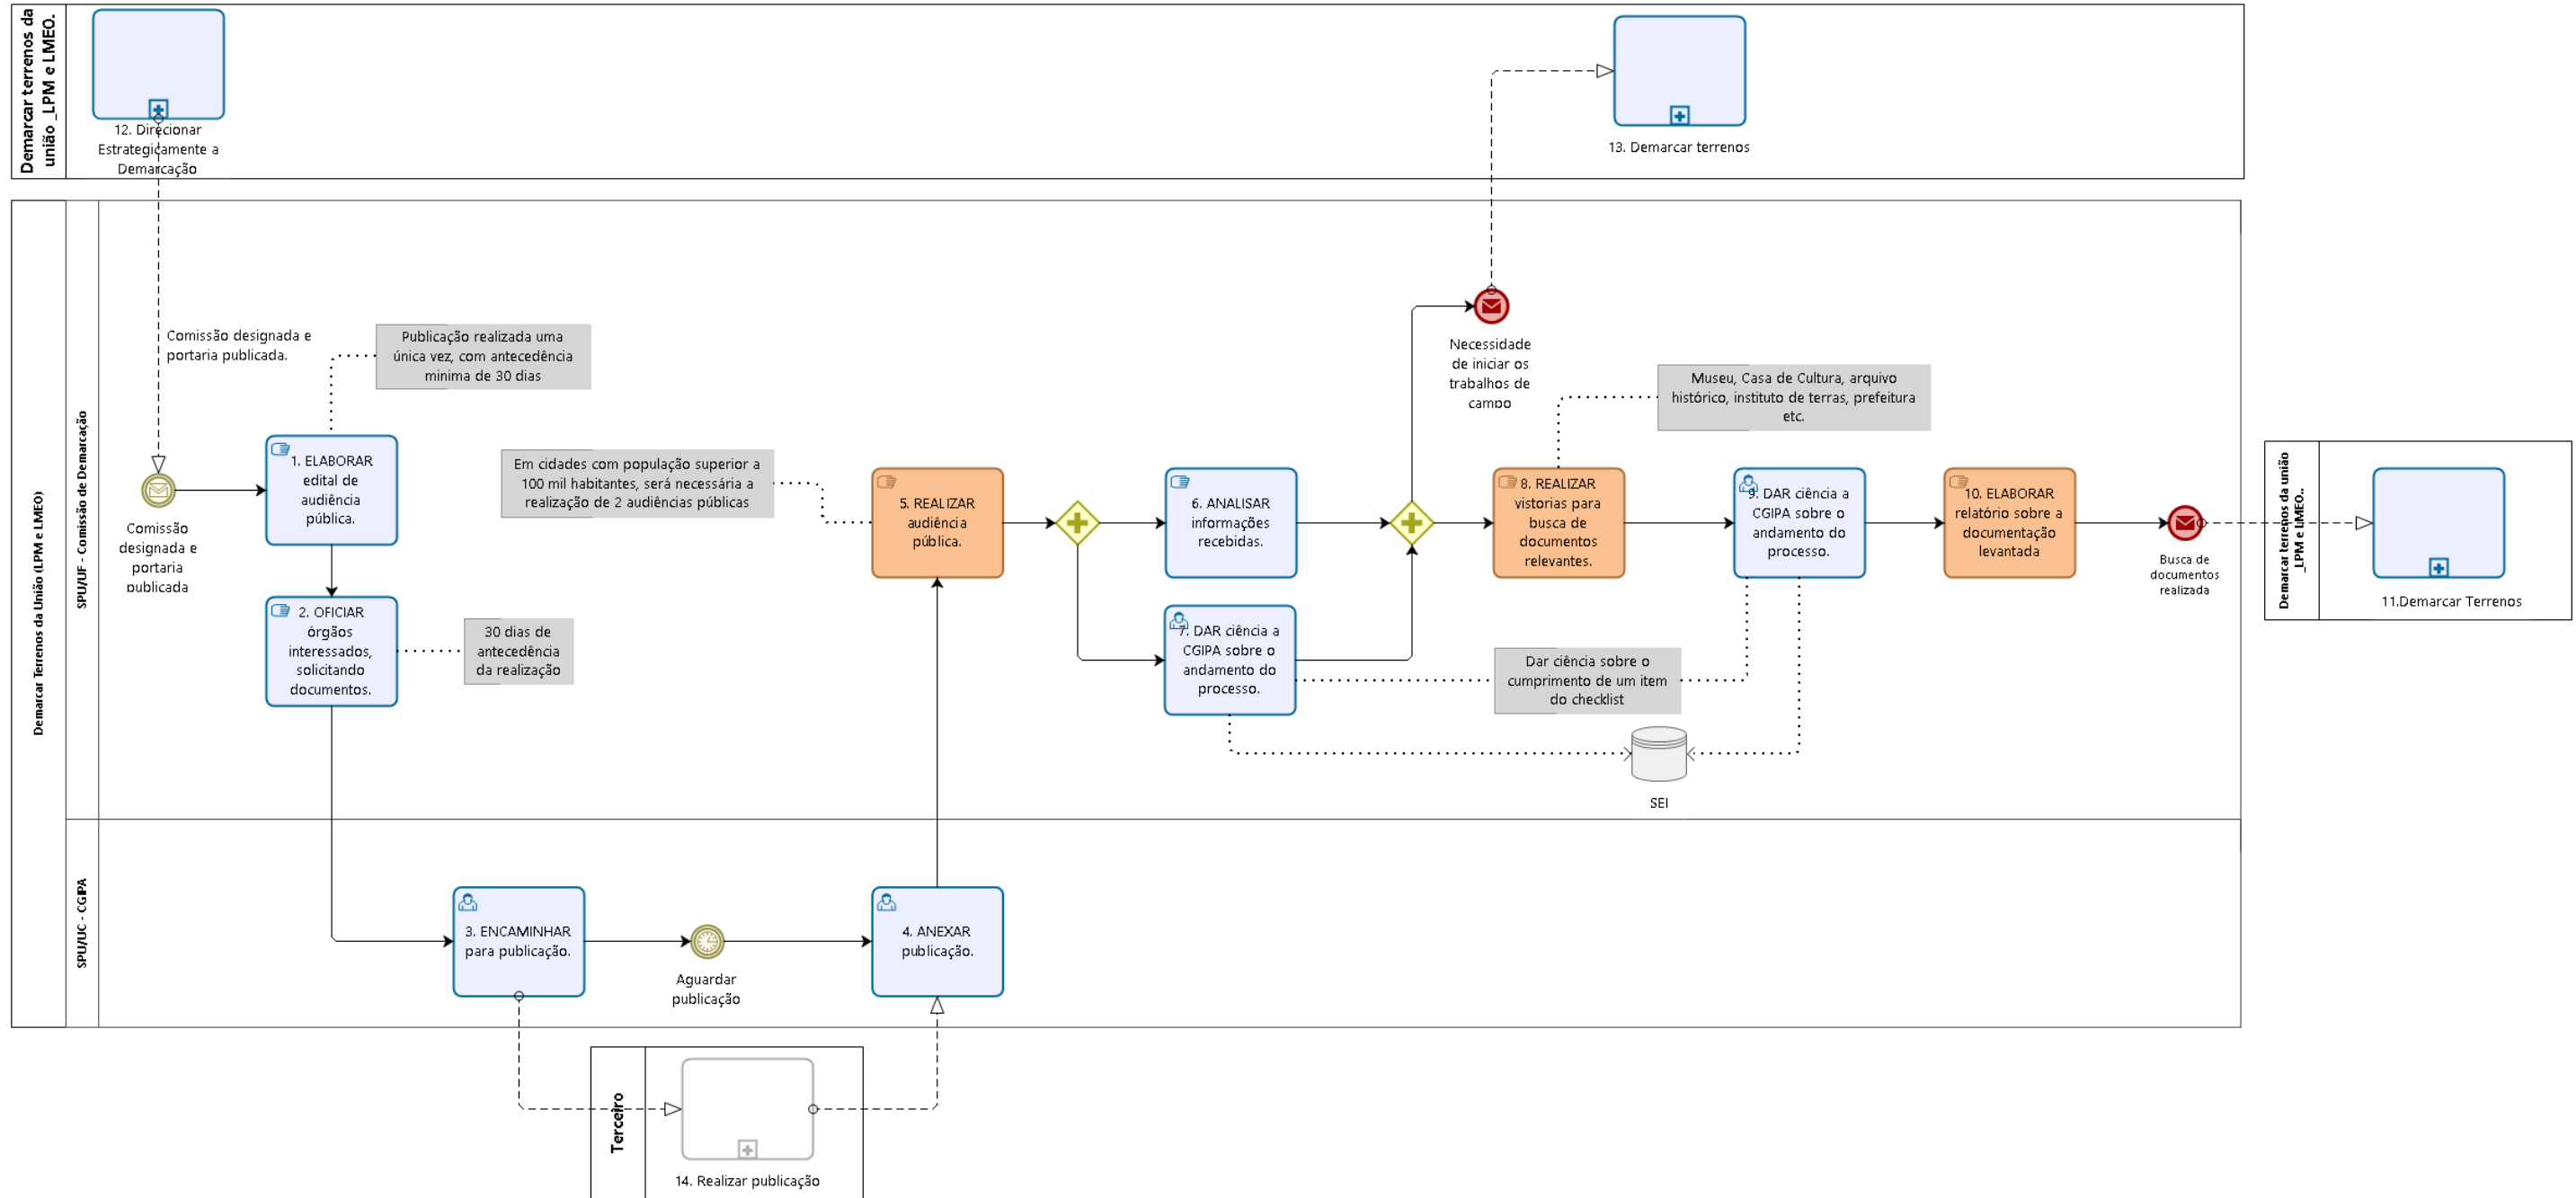 Demarcar terrenos da
união _LPM e LMEO.
12. Direcionar
Estrategicamente a
Demarcação
13. Demarcar terrenos
Demarcar Terrenos da União (LPM e LMEO)
SPU/UF - Comissão de Demarcação
Comissão designada e
portaria publicada.
Publicação realizada uma
única vez, com antecedência
minima de 30 dias
Comissão
designada e
portaria
publicada
1. ELABORAR
edital de
audiência
pública.
2. OFICIAR
órgãos
interessados,
solicitando
documentos.
30 dias de
antecedência
da realização
Em cidades com população superior a
100 mil habitantes, será necessária a
realização de 2 audiências públicas
5. REALIZAR
audiência
pública.
6. ANALISAR
informações
recebidas.
7. DAR ciência a
CGIPA sobre o
andamento do
processo.
Necessidade
de iniciar os
trabalhos de
campo
Museu, Casa de Cultura, arquivo
histórico, instituto de terras, prefeitura
etc.
8. REALIZAR
vistorias para
busca de
documentos
relevantes.
9. DAR ciência a
CGIPA sobre o
andamento do
processo.
10. ELABORAR
relatório sobre a
documentação
levantada
Busca de
documentos
realizada
Dar ciência sobre o
cumprimento de um item
do checklist
SEI
Demarcar terrenos da união
_LPM e LMEO..
11.Demarcar Terrenos
SPU/UC - CGIPA
3. ENCAMINHAR
para publicação.
Aguardar
publicação
4. ANEXAR
publicação.
Terceiro
14. Realizar publicação